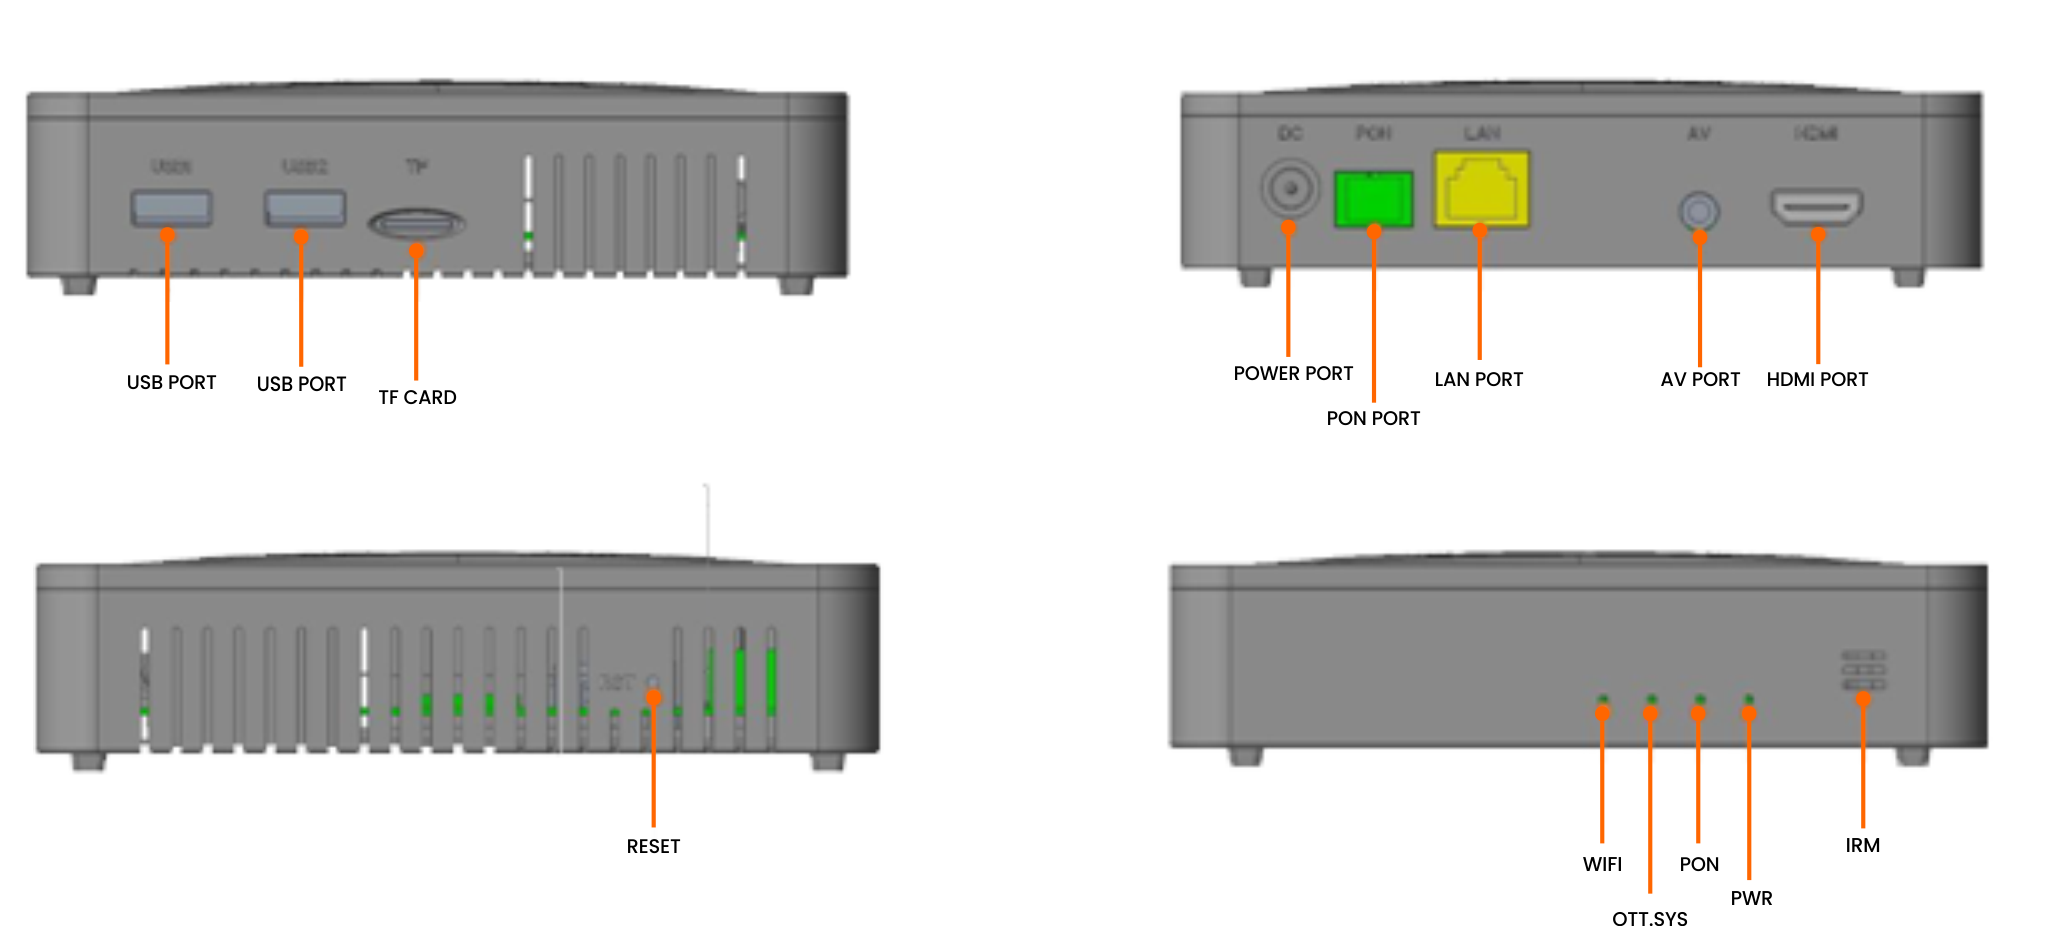 USB1 USB2 TF
USB PORT USB PORT TF CARD
DC PON LAN AV HDMI
POWER PORT LAN PORT AV PORT HDMI PORT
PON PORT
RST
RESET
IRM
WIFI PON
PWR
OTT.SYS